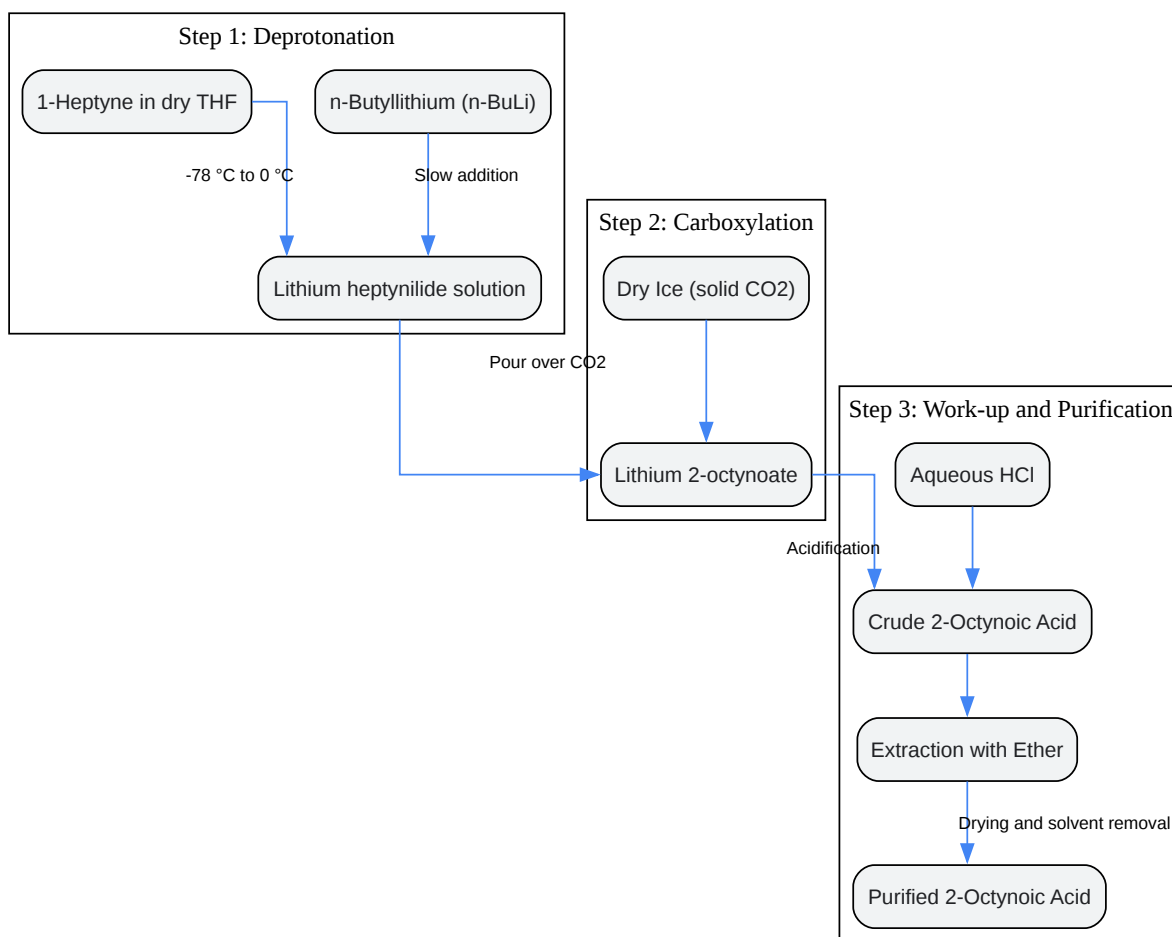 Step 1: Deprotonation
1-Heptyne in dry THF
n-Butyllithium (n-BuLi)
-78 °C to 0 °C
Slow addition
Lithium heptynilide solution
Step 2: Carboxylation
Dry Ice (solid CO2)
Pour over CO2
Lithium 2-octynoate
Step 3: Work-up and Purification
Aqueous HCl
Acidification
Crude 2-Octynoic Acid
Extraction with Ether
Drying and solvent removal
Purified 2-Octynoic Acid